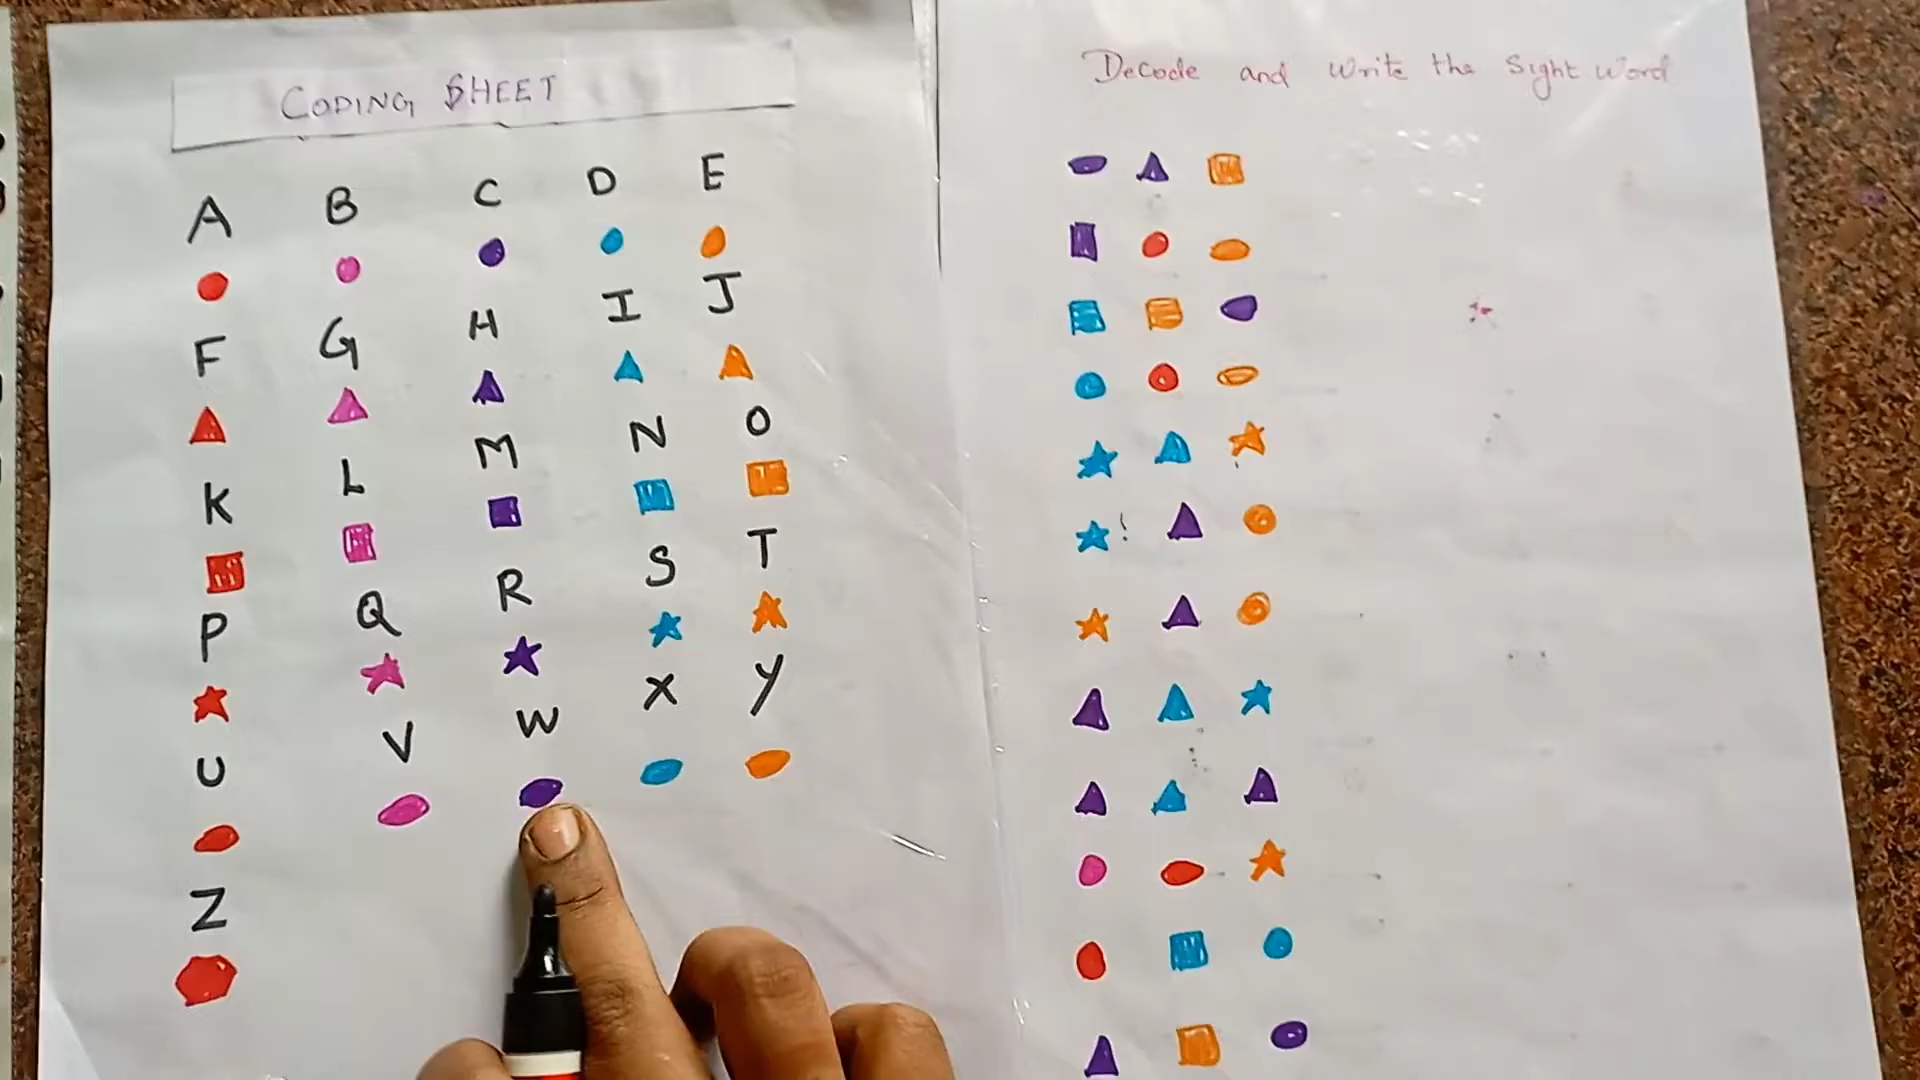 CODING SHEET
A B C D E
F G H I J
K L M N O
P Q R S T
U V W X Y
Z
Decode and write the Sight word